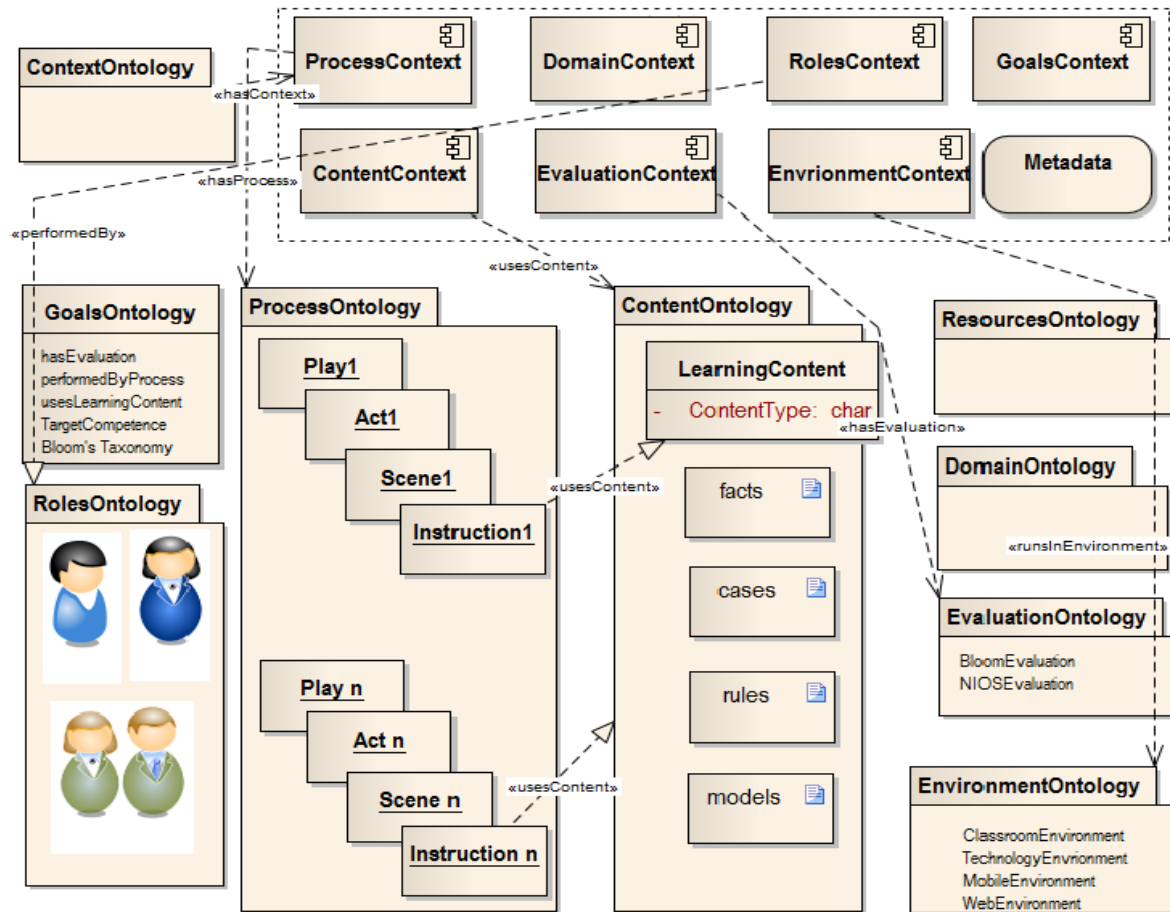 ContextOntology
ProcessContext
DomainContext
RolesContext
GoalsContext
«hasContext»
ContentContext
EvaluationContext
EnvrionmentContext
Metadata
«hasProcess»
«performedBy»
«usesContent»
GoalsOntology
hasEvaluation
performedByProcess
usesLearningContent
TargetCompetence
Bloom's Taxonomy
RolesOntology
ProcessOntology
Play1
Act1
Scene1
Instruction1
Play n
Act n
Scene n
Instruction n
«usesContent»
«usesContent»
ContentOntology
LearningContent
- ContentType: char
«hasEvaluation»
facts
cases
rules
models
ResourcesOntology
DomainOntology
«runsInEnvironment»
EvaluationOntology
BloomEvaluation
NIOSEvaluation
EnvironmentOntology
ClassroomEnvironment
TechnologyEnvrionment
MobileEnvironment
WebEnvironment